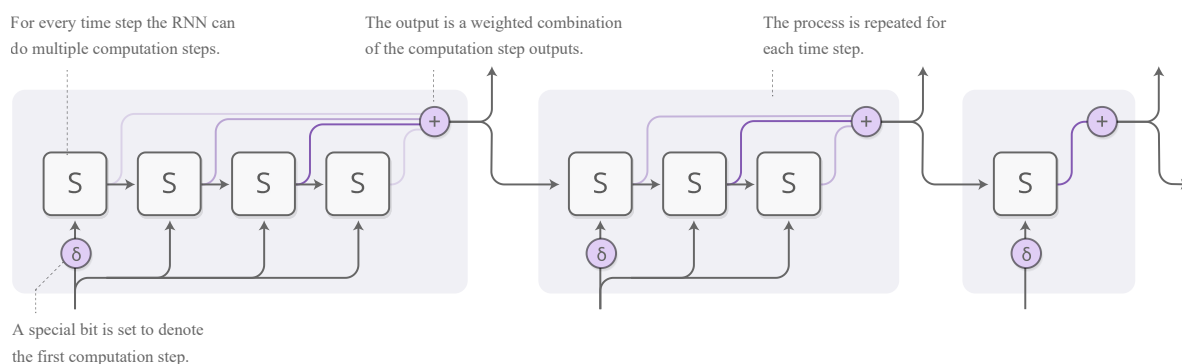 For every time step the RNN can
do multiple computation steps.
The output is a weighted combination
of the computation step outputs.
The process is repeated for
each time step.
+
+
+
S
S
S
S
S
S
S
S
δ
δ
δ
A special bit is set to denote
the first computation step.